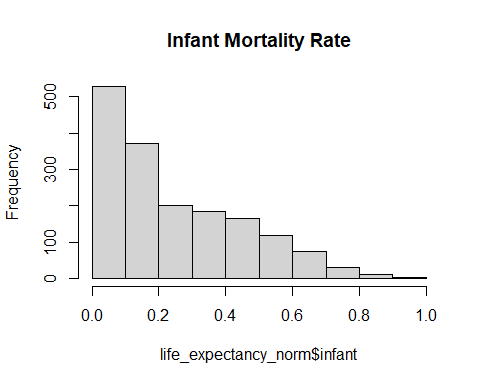 Infant Mortality Rate
Frequency
500
300
100
0
0.0 0.2 0.4 0.6 0.8 1.0
life_expectancy_norm$infant